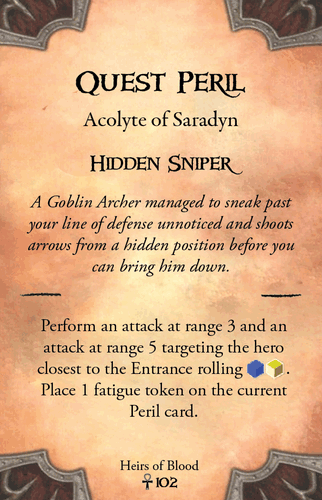 Quest Peril
Acolyte of Saradyn
Hidden Sniper
A Goblin Archer managed to sneak past
your line of defense unnoticed and shoots
arrows from a hidden position before you
can bring him down.
Perform an attack at range 3 and an
attack at range 5 targeting the hero
closest to the Entrance rolling .
Place 1 fatigue token on the current
Peril card.
Heirs of Blood
102